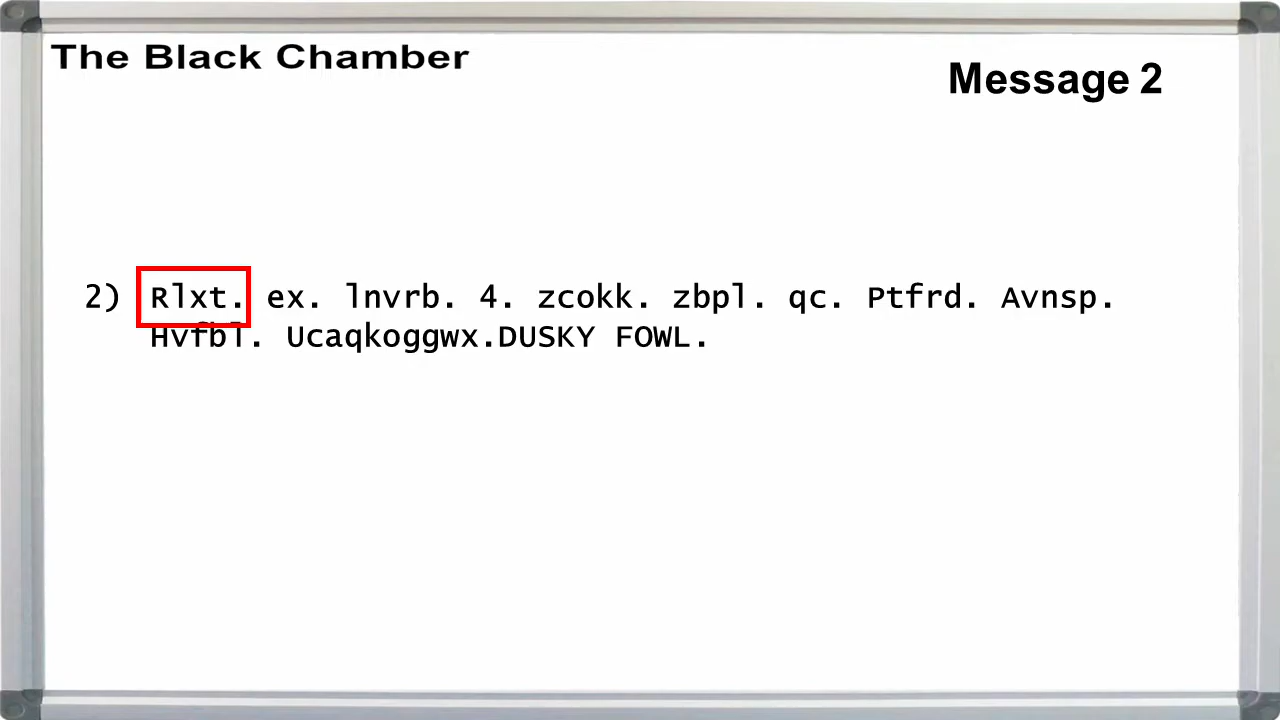 The Black Chamber
Message 2
2) Rlxt. ex. lnvrb. 4. zcokk. zbpl. qc. Ptfrd. Avnsp.
Hvfbl. Ucaqkoggwx.DUSKY FOWL.